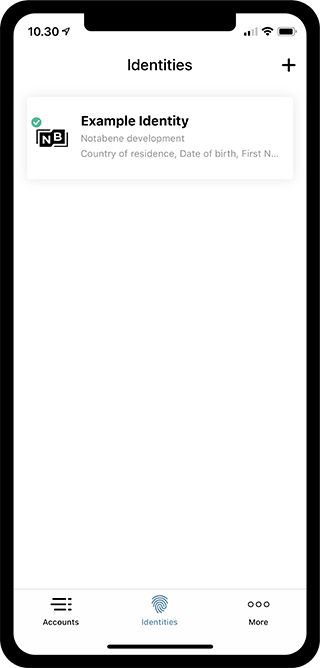 10.30
Identities
+
Example Identity
NB
Notabene development
Country of residence, Date of birth, First N...
Accounts
Identities
More